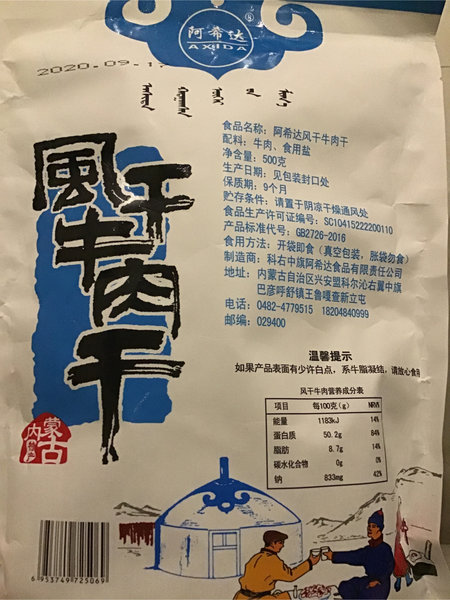 阿希达
AXIDA
®
2020.09.17
風干牛肉干
内蒙古
食品名称：阿希达风干牛肉干
配料：牛肉、食用盐
净含量：500克
生产日期：见包装封口处
保质期：9个月
贮存条件：请置于阴凉干燥通风处
食品生产许可证编号：SC10415222200110
产品标准代号：GB2726-2016
食用方法：开袋即食（真空包装，胀袋勿食）
制造商：科右中旗阿希达食品有限责任公司
地址：内蒙古自治区兴安盟科尔沁右翼中旗
巴彦呼舒镇王鲁嘎查新立屯
电话：0482-4779515 18204840999
邮编：029400
温馨提示
如果产品表面有少许白点，系牛脂凝结，请放心食用
风干牛肉营养成分表
项目 每100克(g) NRV%
能量 1183kJ 14%
蛋白质 50.2g 84%
脂肪 8.7g 14%
碳水化合物 0g 0%
钠 833mg 42%
6 953749 725069